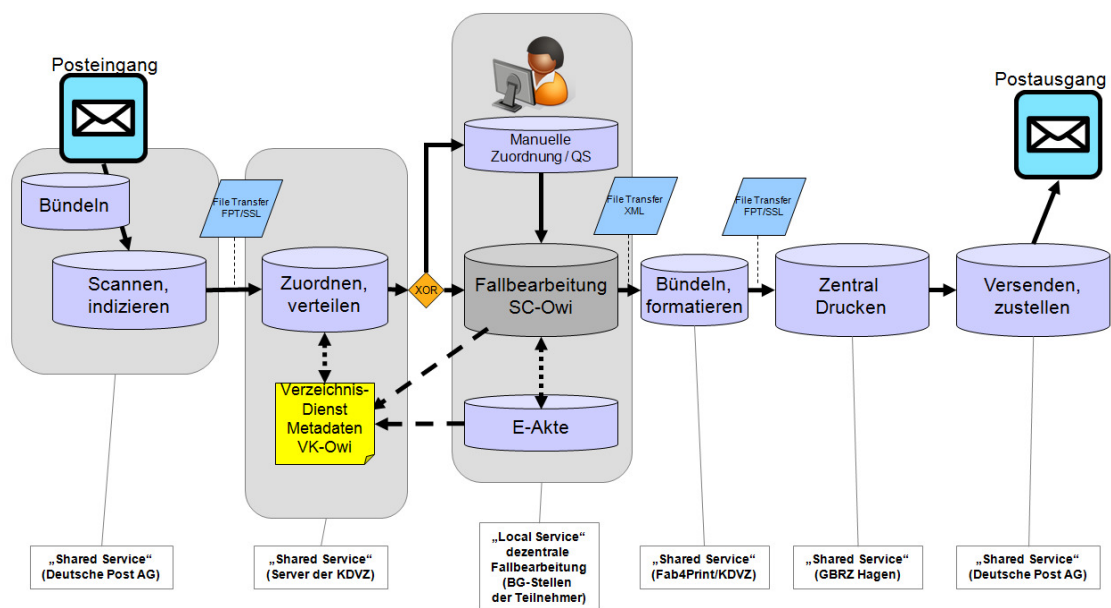 Posteingang
Postausgang
Bündeln
Scannen,
indizieren
File Transfer
FPT/SSL
Zuordnen,
verteilen
XOR
Manuelle
Zuordnung / QS
Fallbearbeitung
SC-Owi
E-Akte
Verzeichnis-
Dienst
Metadaten
VK-Owi
File Transfer
XML
Bündeln,
formatieren
File Transfer
FPT/SSL
Zentral
Drucken
Versenden,
zustellen
„Shared Service“
(Deutsche Post AG)
„Shared Service“
(Server der KDVZ)
„Local Service“
dezentrale
Fallbearbeitung
(BG-Stellen
der Teilnehmer)
„Shared Service“
(Fab4Print/KDVZ)
„Shared Service“
(GBRZ Hagen)
„Shared Service“
(Deutsche Post AG)